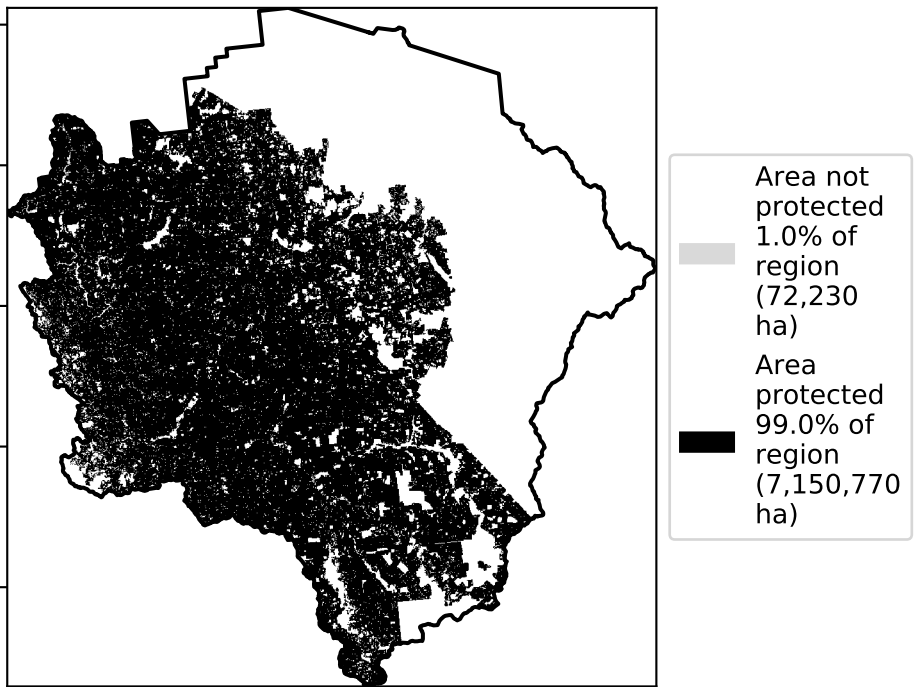 Area not
protected
1.0% of
region
(72,230
ha)
Area
protected
99.0% of
region
(7,150,770
ha)